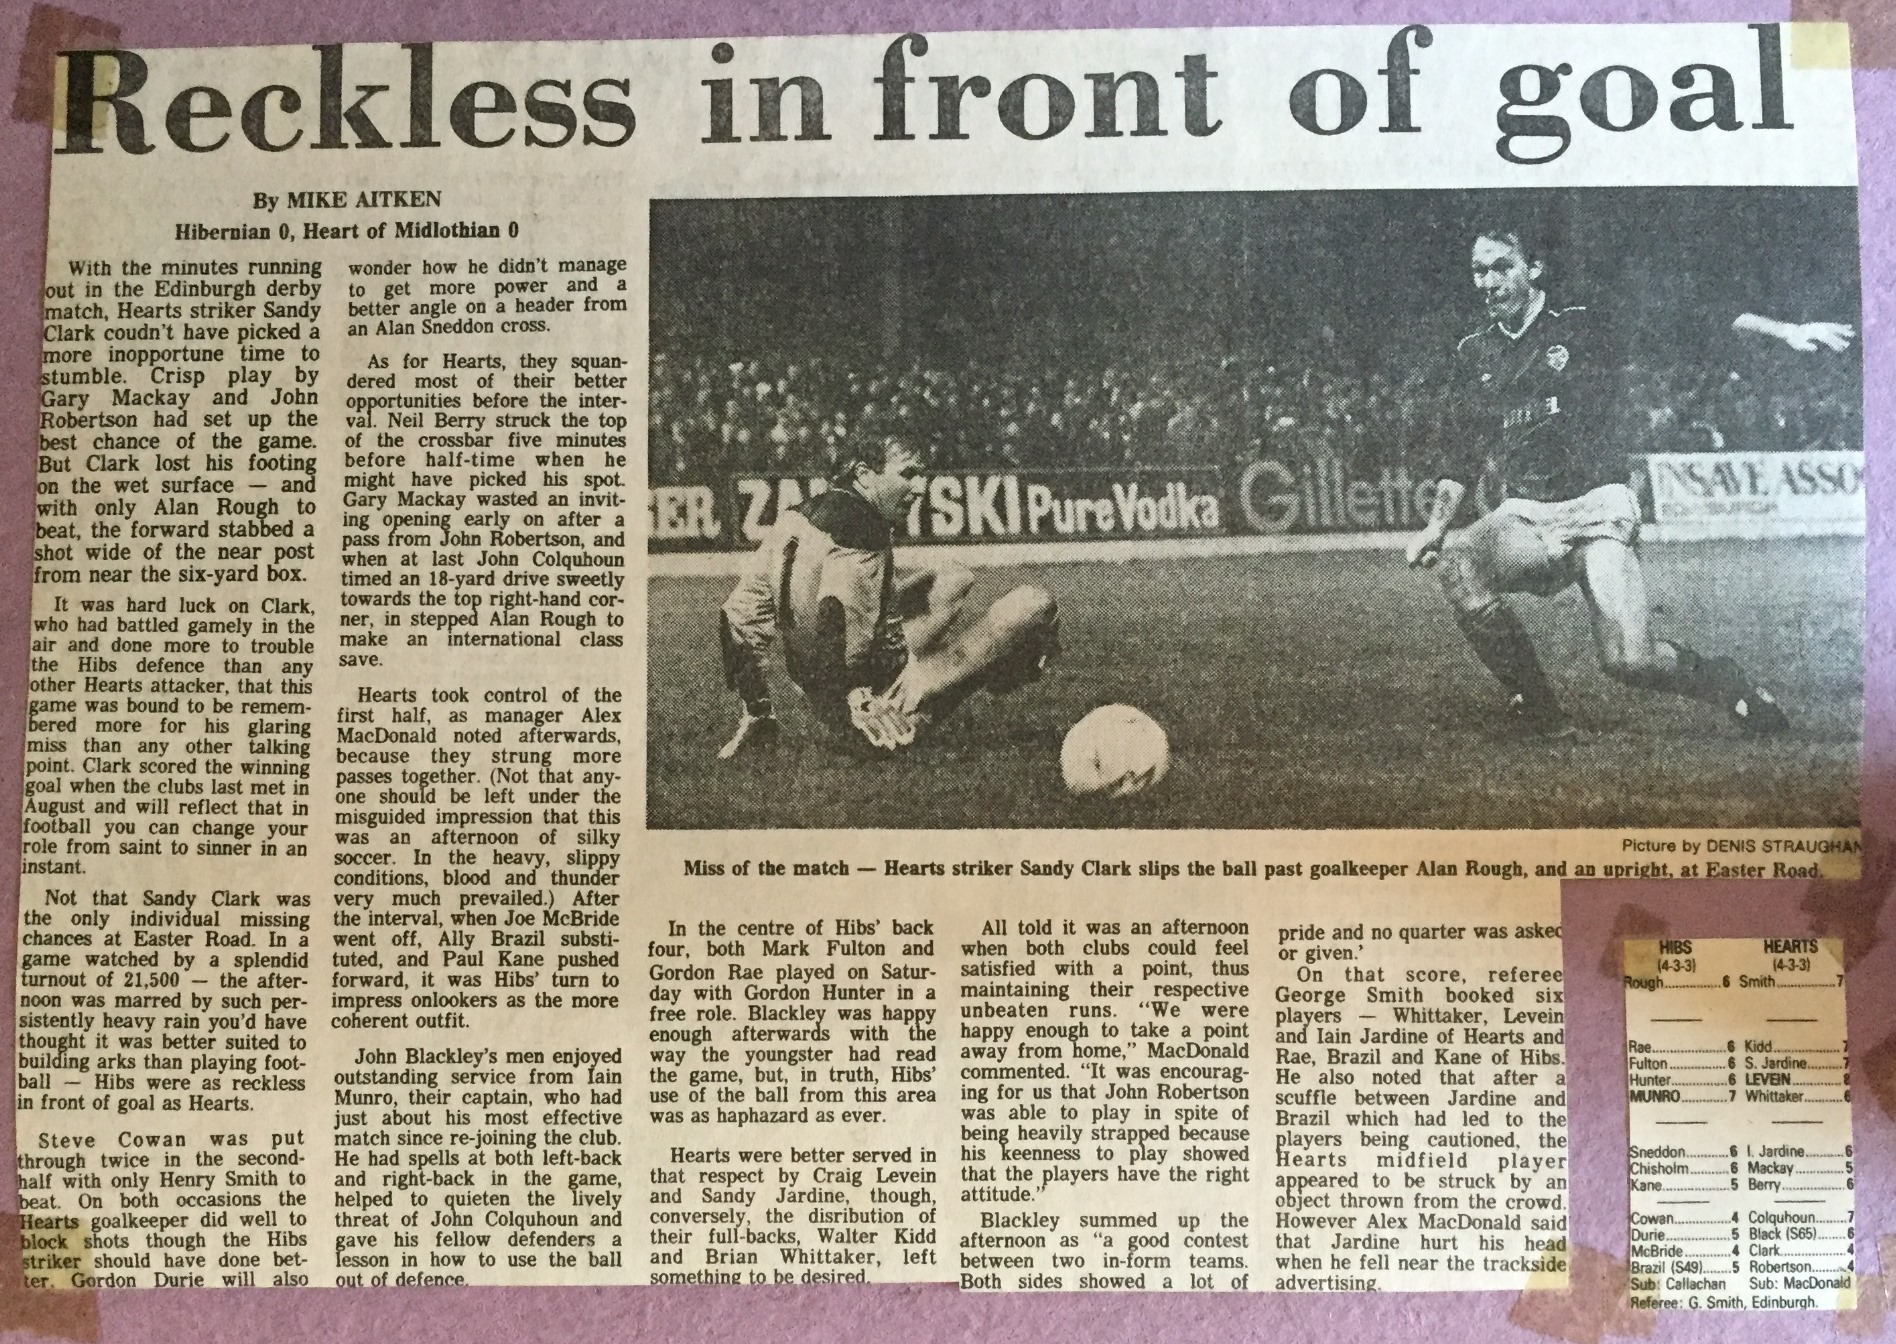 Reckless in front of goal
By MIKE AITKEN
Hibernian 0, Heart of Midlothian 0
With the minutes running
out in the Edinburgh derby
match, Hearts striker Sandy
Clark coudn't have picked a
more inopportune time to
stumble. Crisp play by
Gary Mackay and John
Robertson had set up the
best chance of the game.
But Clark lost his footing
on the wet surface — and
with only Alan Rough to
beat, the forward stabbed a
shot wide of the near post
from near the six-yard box.
It was hard luck on Clark,
who had battled gamely in the
air and done more to trouble
the Hibs defence than any
other Hearts attacker, that this
game was bound to be remem-
bered more for his glaring
miss than any other talking
point. Clark scored the winning
goal when the clubs last met in
August and will reflect that in
football you can change your
role from saint to sinner in an
instant.
Not that Sandy Clark was
the only individual missing
chances at Easter Road. In a
game watched by a splendid
turnout of 21,500 — the after-
noon was marred by such per-
sistently heavy rain you'd have
thought it was better suited to
building arks than playing foot-
ball — Hibs were as reckless
in front of goal as Hearts.
Steve Cowan was put
through twice in the second-
half with only Henry Smith to
beat. On both occasions the
Hearts goalkeeper did well to
block shots though the Hibs
striker should have done bet-
ter. Gordon Durie will also
wonder how he didn't manage
to get more power and a
better angle on a header from
an Alan Sneddon cross.
As for Hearts, they squan-
dered most of their better
opportunities before the inter-
val. Neil Berry struck the top
of the crossbar five minutes
before half-time when he
might have picked his spot.
Gary Mackay wasted an invit-
ing opening early on after a
pass from John Robertson, and
when at last John Colquhoun
timed an 18-yard drive sweetly
towards the top right-hand cor-
ner, in stepped Alan Rough to
make an international class
save.
Hearts took control of the
first half, as manager Alex
MacDonald noted afterwards,
because they strung more
passes together. (Not that any-
one should be left under the
misguided impression that this
was an afternoon of silky
soccer. In the heavy, slippy
conditions, blood and thunder
very much prevailed.) After
the interval, when Joe McBride
went off, Ally Brazil substi-
tuted, and Paul Kane pushed
forward, it was Hibs' turn to
impress onlookers as the more
coherent outfit.
John Blackley's men enjoyed
outstanding service from Iain
Munro, their captain, who had
just about his most effective
match since re-joining the club.
He had spells at both left-back
and right-back in the game,
helped to quieten the lively
threat of John Colquhoun and
gave his fellow defenders a
lesson in how to use the ball
out of defence.
ER ZA YSKI Pure Vodka Gillette INSAVE ASSO
EDINBURGH
Picture by DENIS STRAUGHAN
Miss of the match — Hearts striker Sandy Clark slips the ball past goalkeeper Alan Rough, and an upright, at Easter Road.
In the centre of Hibs' back
four, both Mark Fulton and
Gordon Rae played on Satur-
day with Gordon Hunter in a
free role. Blackley was happy
enough afterwards with the
way the youngster had read
the game, but, in truth, Hibs'
use of the ball from this area
was as haphazard as ever.
Hearts were better served in
that respect by Craig Levein
and Sandy Jardine, though,
conversely, the disribution of
their full-backs, Walter Kidd
and Brian Whittaker, left
something to be desired.
All told it was an afternoon
when both clubs could feel
satisfied with a point, thus
maintaining their respective
unbeaten runs. "We were
happy enough to take a point
away from home," MacDonald
commented. "It was encourag-
ing for us that John Robertson
was able to play in spite of
being heavily strapped because
his keenness to play showed
that the players have the right
attitude."
Blackley summed up the
afternoon as "a good contest
between two in-form teams.
Both sides showed a lot of
pride and no quarter was asked
or given.'
On that score, referee
George Smith booked six
players — Whittaker, Levein
and Iain Jardine of Hearts and
Rae, Brazil and Kane of Hibs.
He also noted that after a
scuffle between Jardine and
Brazil which had led to the
players being cautioned, the
Hearts midfield player
appeared to be struck by an
object thrown from the crowd.
However Alex MacDonald said
that Jardine hurt his head
when he fell near the trackside
advertising.
HIBS HEARTS
(4-3-3) (4-3-3)
Rough 6 Smith 7
Rae 6 Kidd 7
Fulton 6 S. Jardine 7
Hunter 6 LEVEIN 8
MUNRO 7 Whittaker 6
Sneddon 6 I. Jardine 6
Chisholm 6 Mackay 5
Kane 5 Berry 6
Cowan 4 Colquhoun 7
Durie 5 Black (S65) 6
McBride 4 Clark 4
Brazil (S49) 5 Robertson 4
Sub: Callachan Sub: MacDonald
Referee: G. Smith, Edinburgh.